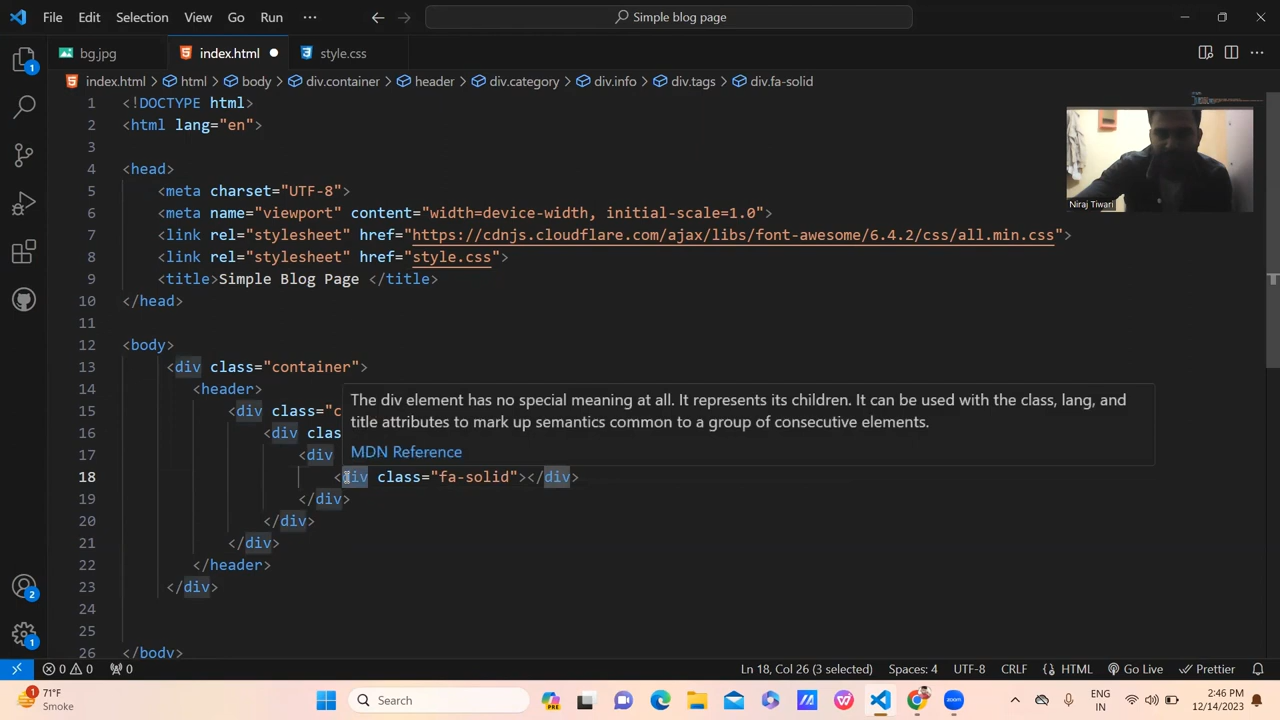 File Edit Selection View Go Run ··· Simple blog page
bg.jpg index.html style.css
index.html > html > body > div.container > header > div.category > div.info > div.tags > div.fa-solid
1 <!DOCTYPE html>
2 <html lang="en">
3
4 <head>
5 <meta charset="UTF-8">
6 <meta name="viewport" content="width=device-width, initial-scale=1.0">
7 <link rel="stylesheet" href="https://cdnjs.cloudflare.com/ajax/libs/font-awesome/6.4.2/css/all.min.css">
8 <link rel="stylesheet" href="style.css">
9 <title>Simple Blog Page </title>
10 </head>
11
12 <body>
13 <div class="container">
14 <header>
The div element has no special meaning at all. It represents its children. It can be used with the class, lang, and
title attributes to mark up semantics common to a group of consecutive elements.
MDN Reference
15 <div class="c
16 <div clas
17 <div
18 <div class="fa-solid"></div>
19 </div>
20 </div>
21 </div>
22 </header>
23 </div>
24
25
26 </body>
Niraj Tiwari
1
2
1
0 0 0 Ln 18, Col 26 (3 selected) Spaces: 4 UTF-8 CRLF HTML Go Live Prettier
1 71°F
Smoke
Search
PRE
zoom
ENG
IN
2:46 PM
12/14/2023